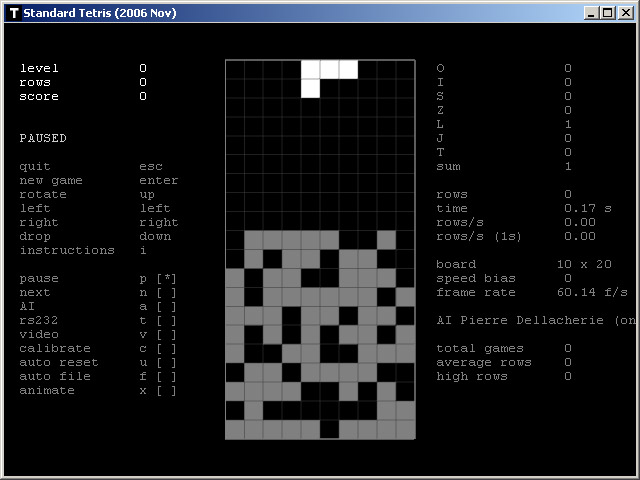 Standard Tetris (2006 Nov)
level 0
rows 0
score 0
PAUSED
quit esc
new game enter
rotate up
left left
right right
drop down
instructions i
pause p [*]
next n [ ]
AI a [ ]
rs232 t [ ]
video v [ ]
calibrate c [ ]
auto reset u [ ]
auto file f [ ]
animate x [ ]
O 0
I 0
S 0
Z 0
L 1
J 0
T 0
sum 1
rows 0
time 0.17 s
rows/s 0.00
rows/s (1s) 0.00
board 10 x 20
speed bias 0
frame rate 60.14 f/s
AI Pierre Dellacherie (on
total games 0
average rows 0
high rows 0